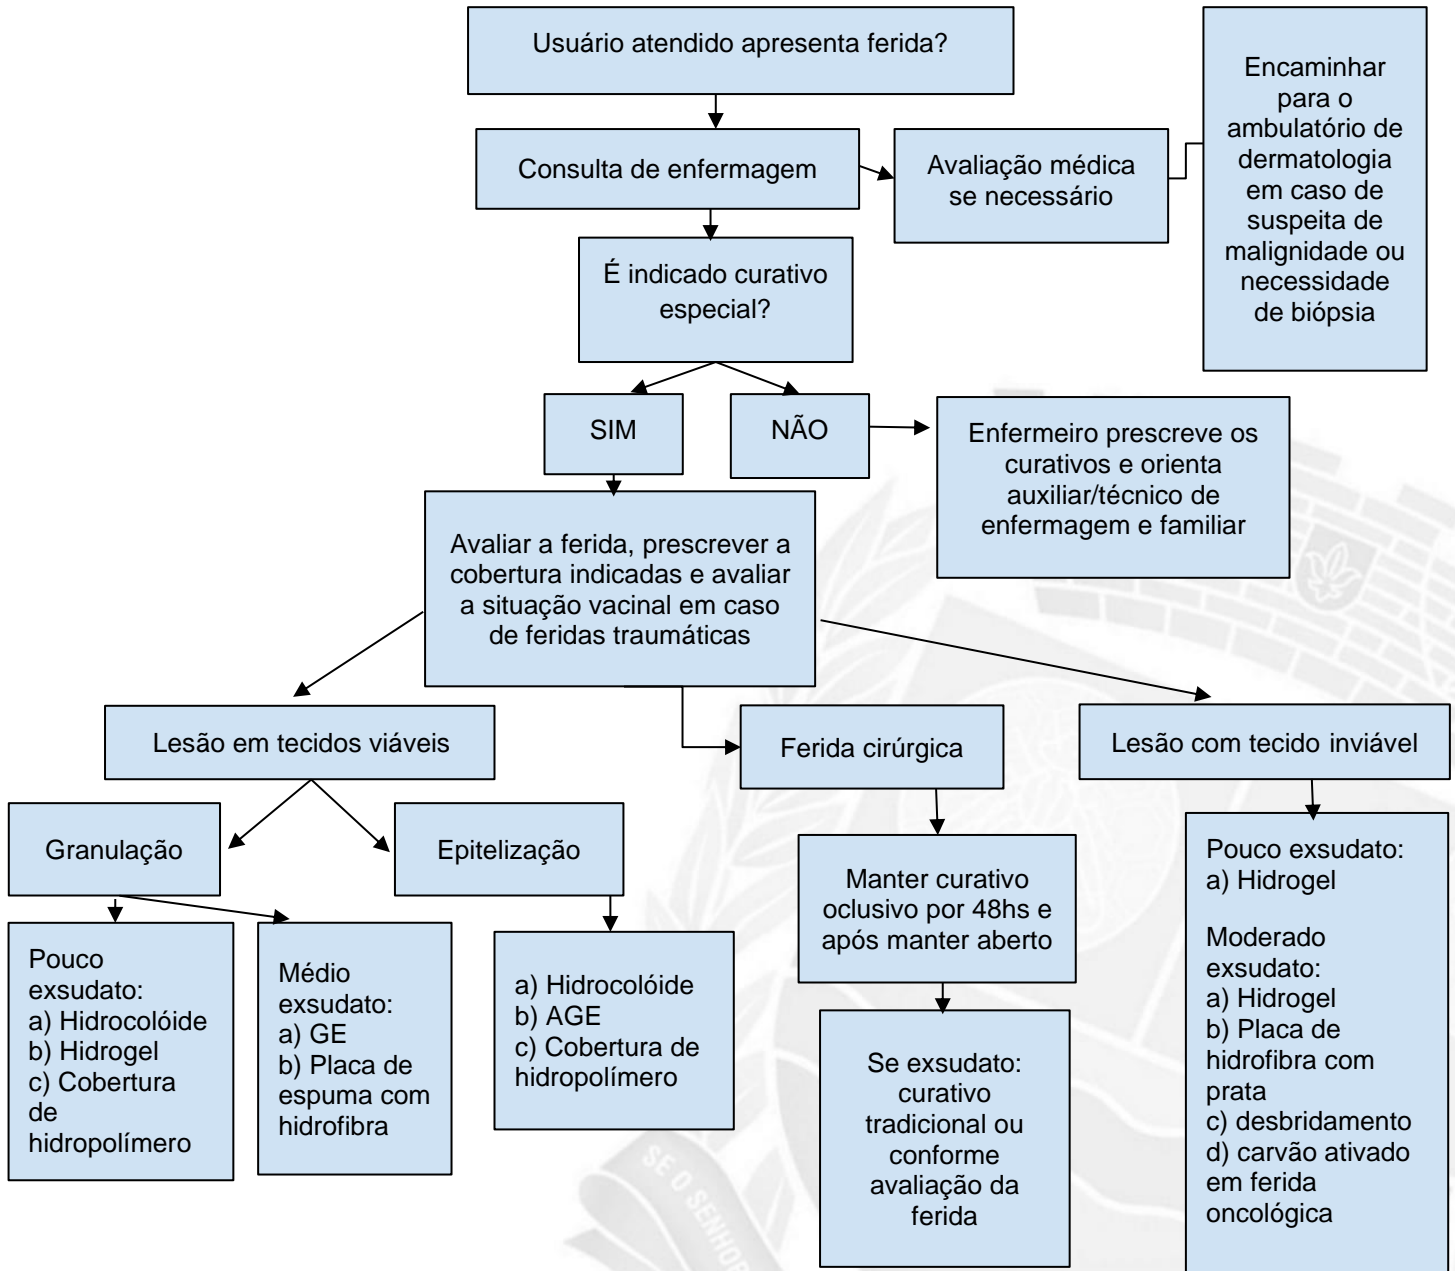 Usuário atendido apresenta ferida?
Encaminhar
para o
ambulatório de
dermatologia
em caso de
suspeita de
malignidade ou
necessidade
de biópsia
Consulta de enfermagem
Avaliação médica
se necessário
É indicado curativo
especial?
SIM
NÃO
Enfermeiro prescreve os
curativos e orienta
auxiliar/técnico de
enfermagem e familiar
Avaliar a ferida, prescrever a
cobertura indicadas e avaliar
a situação vacinal em caso
de feridas traumáticas
Lesão em tecidos viáveis
Ferida cirúrgica
Lesão com tecido inviável
Granulação
Epitelização
Pouco
exsudato:
a) Hidrocolóide
b) Hidrogel
c) Cobertura
de
hidropolímero
Médio
exsudato:
a) GE
b) Placa de
espuma com
hidrofibra
a) Hidrocolóide
b) AGE
c) Cobertura de
hidropolímero
Manter curativo
oclusivo por 48hs e
após manter aberto
Se exsudato:
curativo
tradicional ou
conforme
avaliação da
ferida
Pouco exsudato:
a) Hidrogel
Moderado
exsudato:
a) Hidrogel
b) Placa de
hidrofibra com
prata
c) desbridamento
d) carvão ativado
em ferida
oncológica
SE O SENHOR